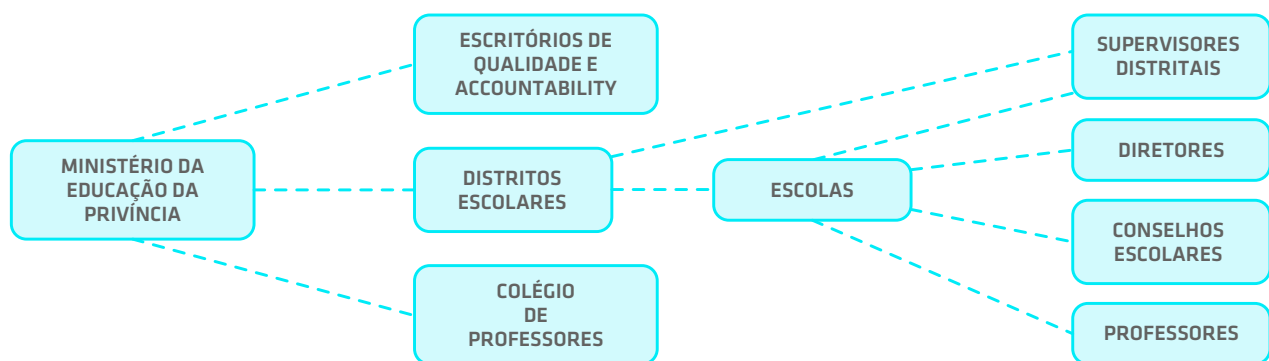 MINISTÉRIO DA
EDUCAÇÃO DA
PRIVÍNCIA
ESCRITÓRIOS DE
QUALIDADE E
ACCOUNTABILITY
DISTRITOS
ESCOLARES
COLÉGIO
DE
PROFESSORES
ESCOLAS
SUPERVISORES
DISTRITAIS
DIRETORES
CONSELHOS
ESCOLARES
PROFESSORES